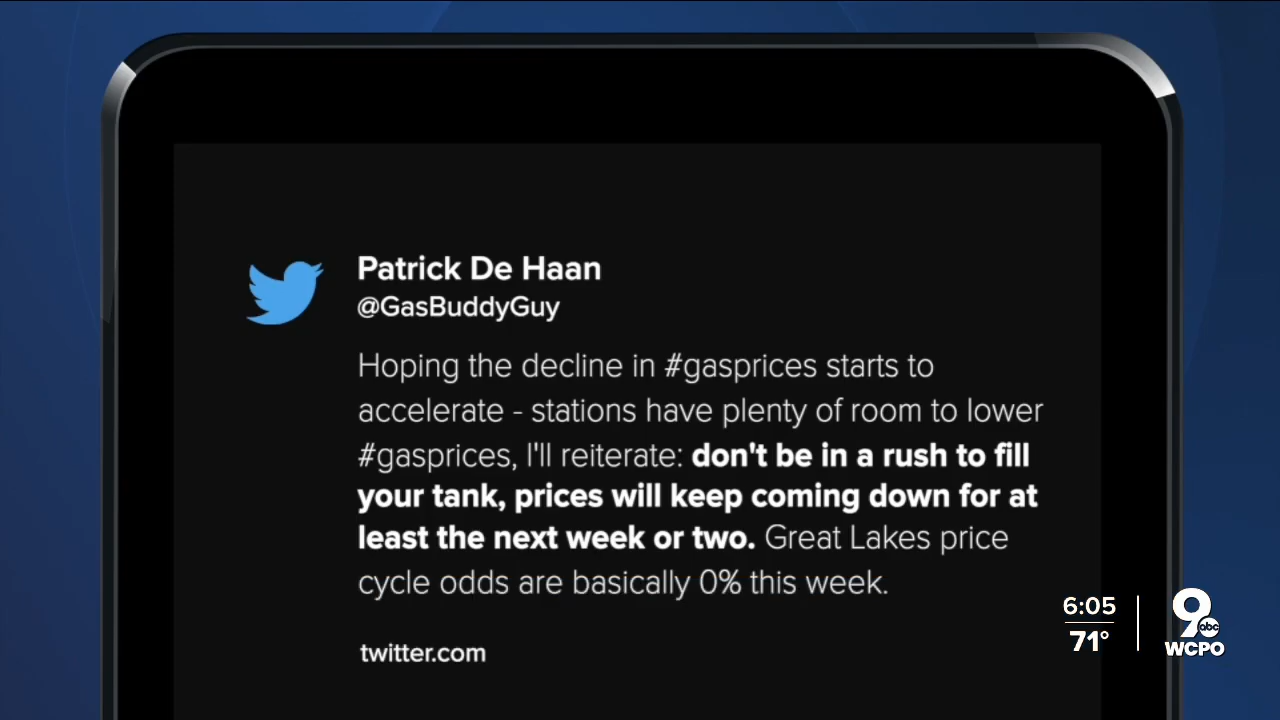 Patrick De Haan
@GasBuddyGuy
Hoping the decline in #gasprices starts to
accelerate - stations have plenty of room to lower
#gasprices, I'll reiterate: don't be in a rush to fill
your tank, prices will keep coming down for at
least the next week or two. Great Lakes price
cycle odds are basically 0% this week.
twitter.com
6:05
71°
9
abc
WCPO